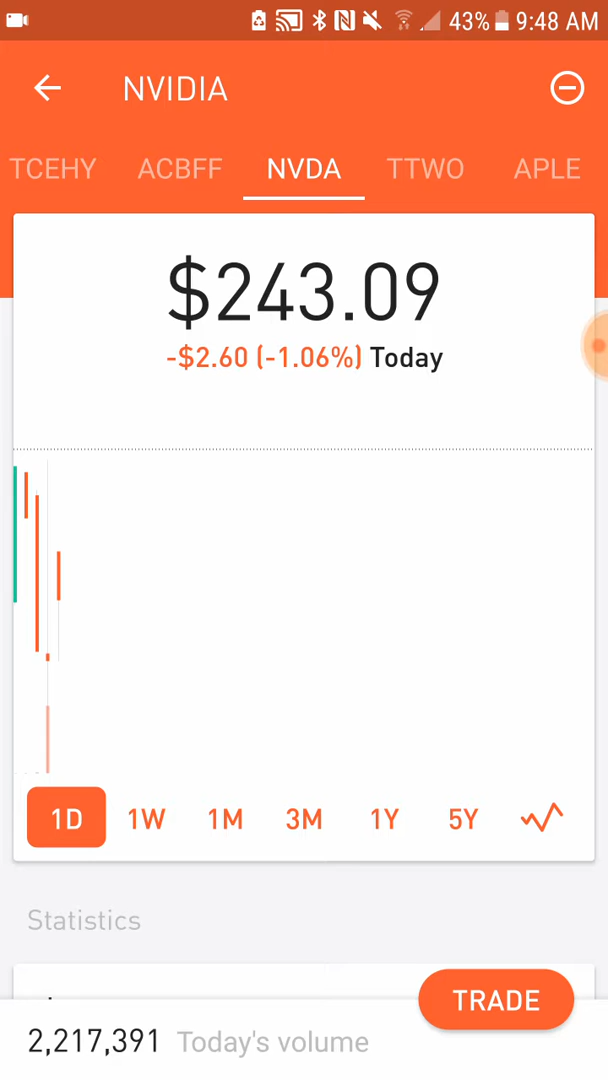 43% 9:48 AM
NVIDIA
TCEHY ACBFF NVDA TTWO APLE
$243.09
-$2.60 (-1.06%) Today
1D 1W 1M 3M 1Y 5Y
Statistics
TRADE
2,217,391 Today's volume